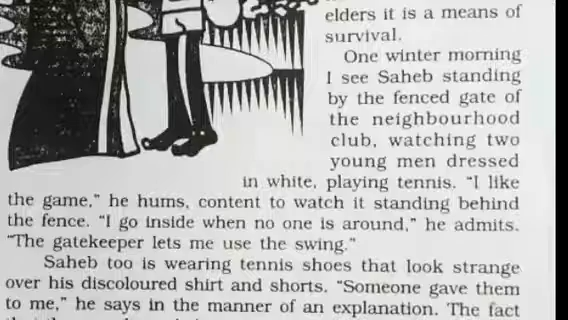 elders it is a means of
survival.
One winter morning
I see Saheb standing
by the fenced gate of
the neighbourhood
club, watching two
young men dressed
in white, playing tennis. "I like
the game," he hums, content to watch it standing behind
the fence. "I go inside when no one is around," he admits.
"The gatekeeper lets me use the swing."
Saheb too is wearing tennis shoes that look strange
over his discoloured shirt and shorts. "Someone gave them
to me," he says in the manner of an explanation. The fact